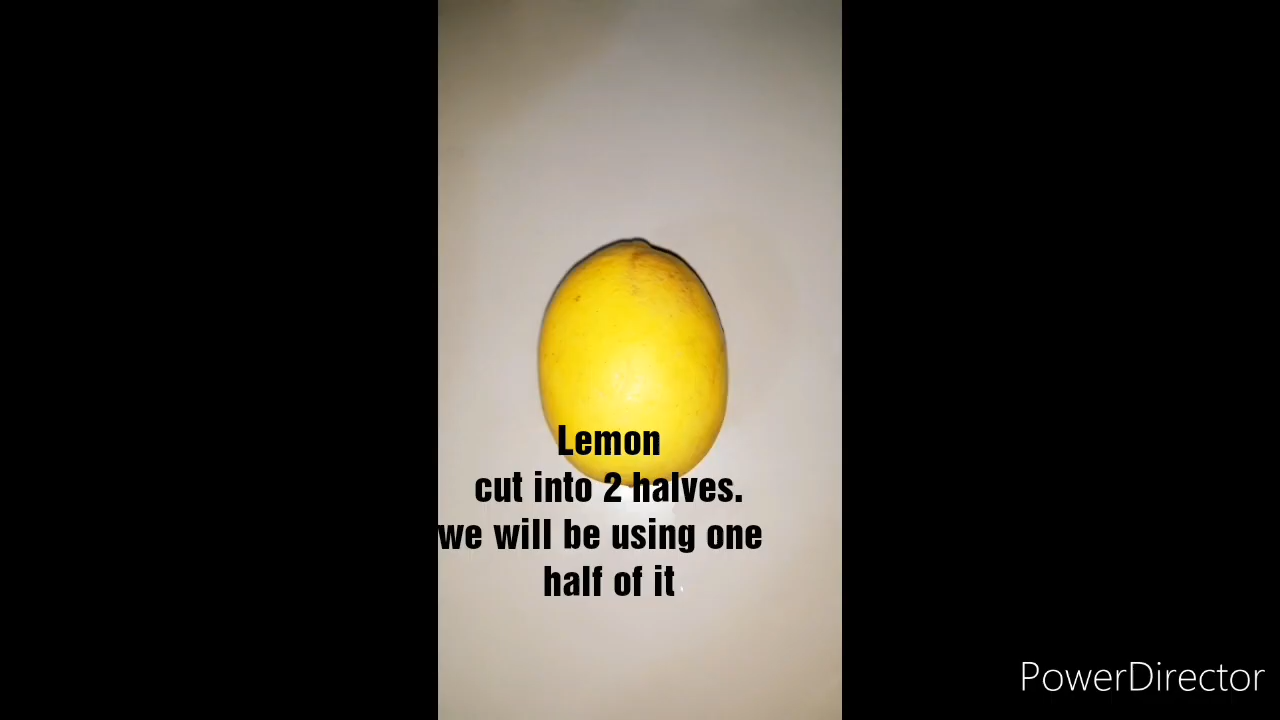 Lemon
cut into 2 halves.
we will be using one
half of it
PowerDirector